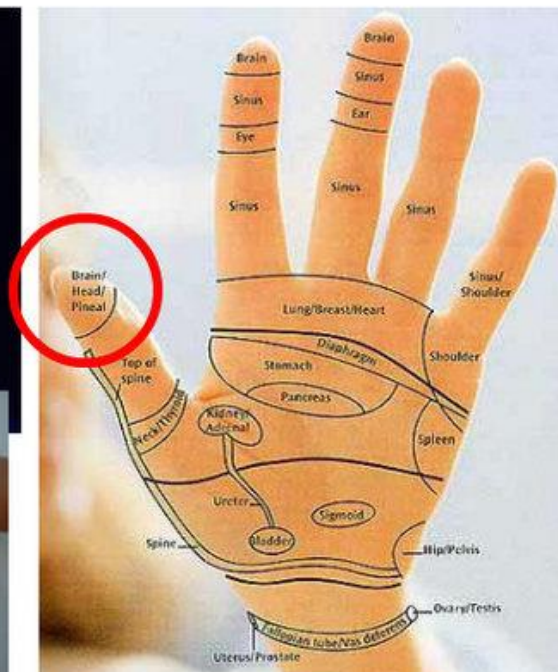 Brain
Sinus
Eye
Sinus
Brain
Sinus
Ear
Sinus
Sinus
Sinus/
Shoulder
Brain/
Head/
Pineal
Lung/Breast/Heart
Diaphragm
Top of
spine
Stomach
Shoulder
Pancreas
Neck/Thyroid
Kidney/
Adrenal
Spleen
Ureter
Sigmoid
Spine
Bladder
Hip/Pelvis
Ovary/Testis
Fallopian tube/Vas deferens
Uterus/Prostate